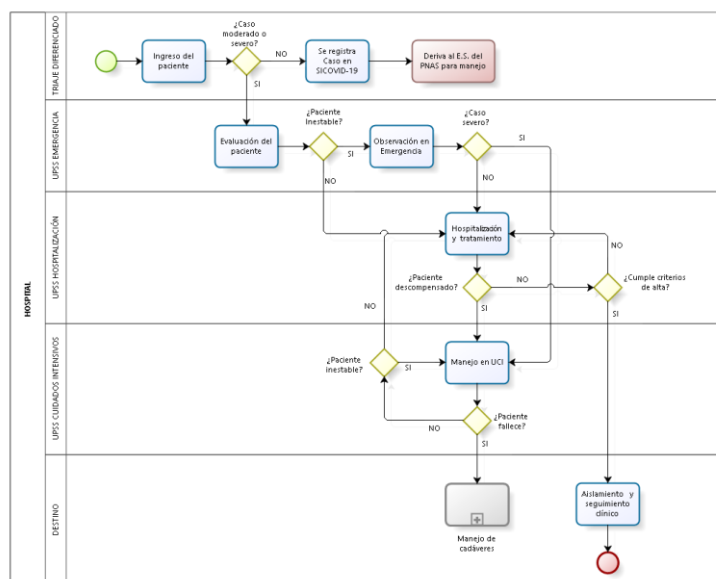 HOSPITAL
TRIAJE DIFERENCIADO
Ingreso del
paciente
¿Caso
moderado o
severo?
NO
SI
Se registra
Caso en
SICOVID-19
Deriva al E.S. del
PNAS para manejo
UPSS EMERGENCIA
Evaluación del
paciente
¿Paciente
Inestable?
SI
NO
Observación en
Emergencia
¿Caso
severo?
SI
NO
UPSS HOSPITALIZACIÓN
Hospitalización
y tratamiento
NO
¿Paciente
descompensado?
NO
SI
¿Cumple criterios
de alta?
SI
NO
UPSS CUIDADOS INTENSIVOS
¿Paciente
inestable?
SI
Manejo en UCI
NO
¿Paciente
fallece?
SI
DESTINO
Manejo de
cadáveres
Aislamiento y
seguimiento
clínico